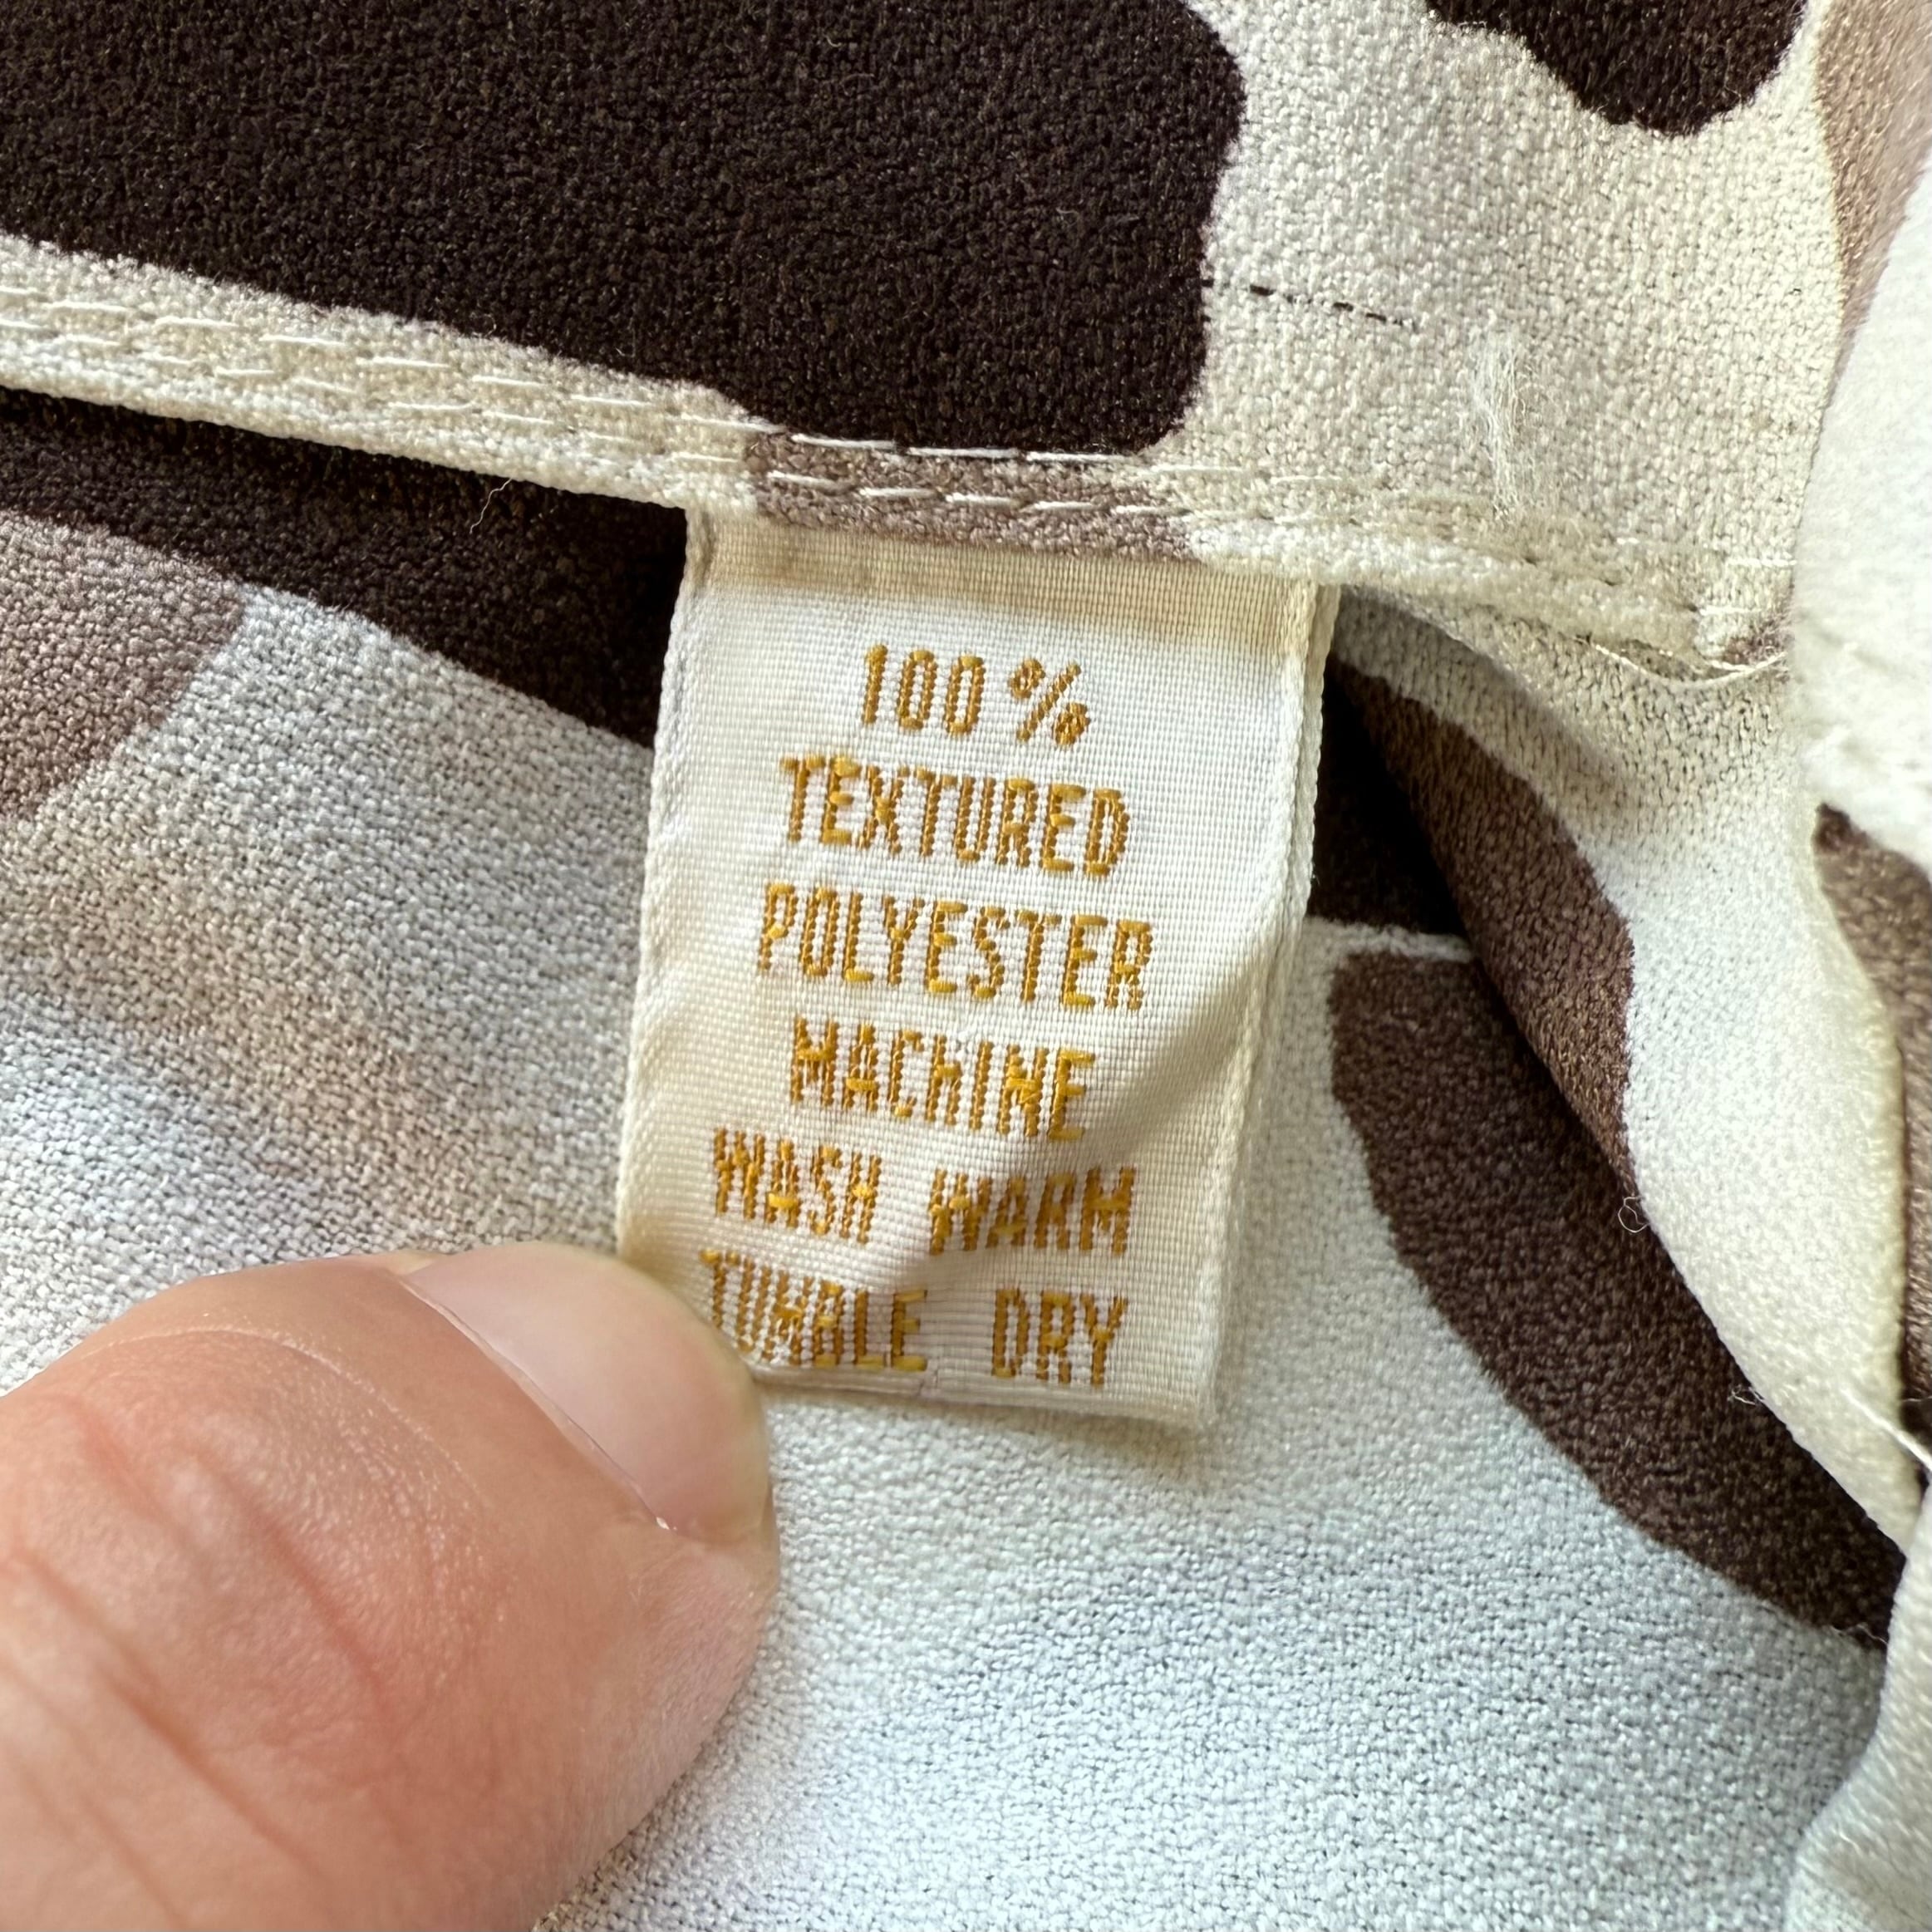 100%
TEXTURED
POLYESTER
MACHINE
WASH WARM
TUMBLE DRY